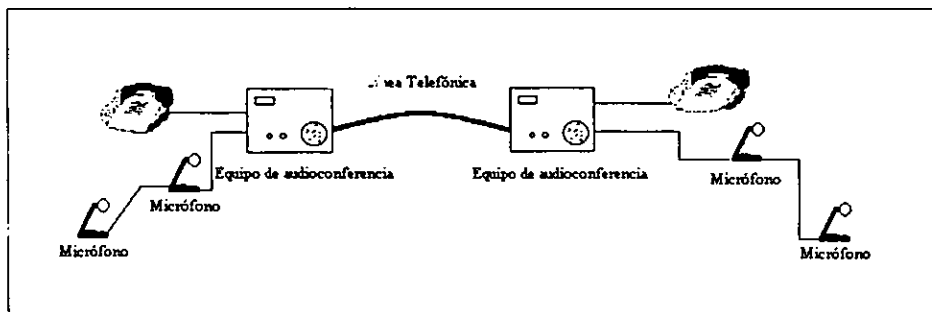 Telefónica
Equipo de audioconferencia
Equipo de audioconferencia
Micrófono
Micrófono
Micrófono
Micrófono